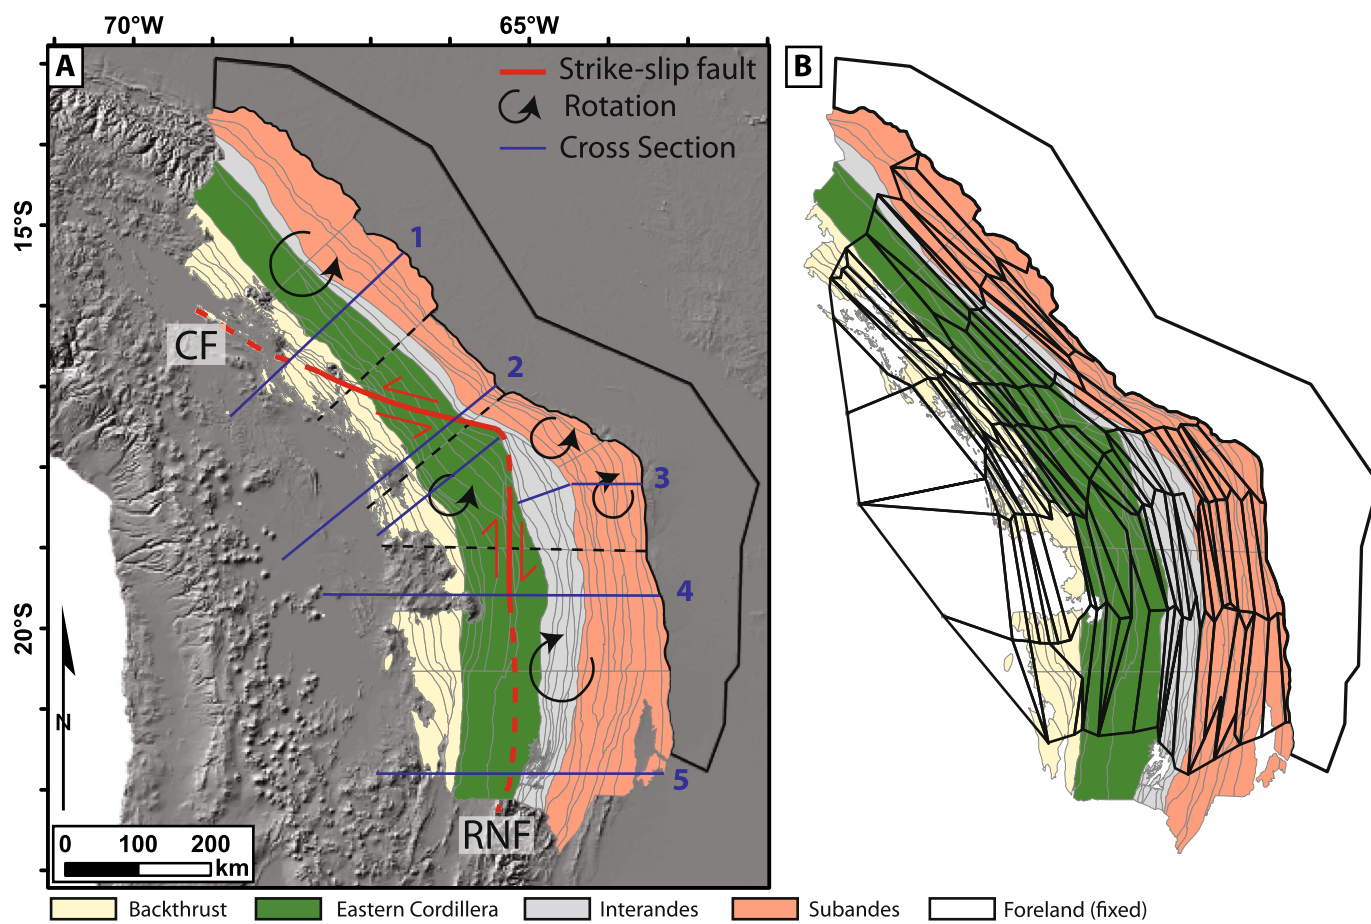 70°W 65°W
A
B
Strike-slip fault
Rotation
Cross Section
15°S
1
CF
2
3
4
20°S
N
5
RNF
0 100 200
km
Backthrust Eastern Cordillera Interandes Subandes Foreland (fixed)